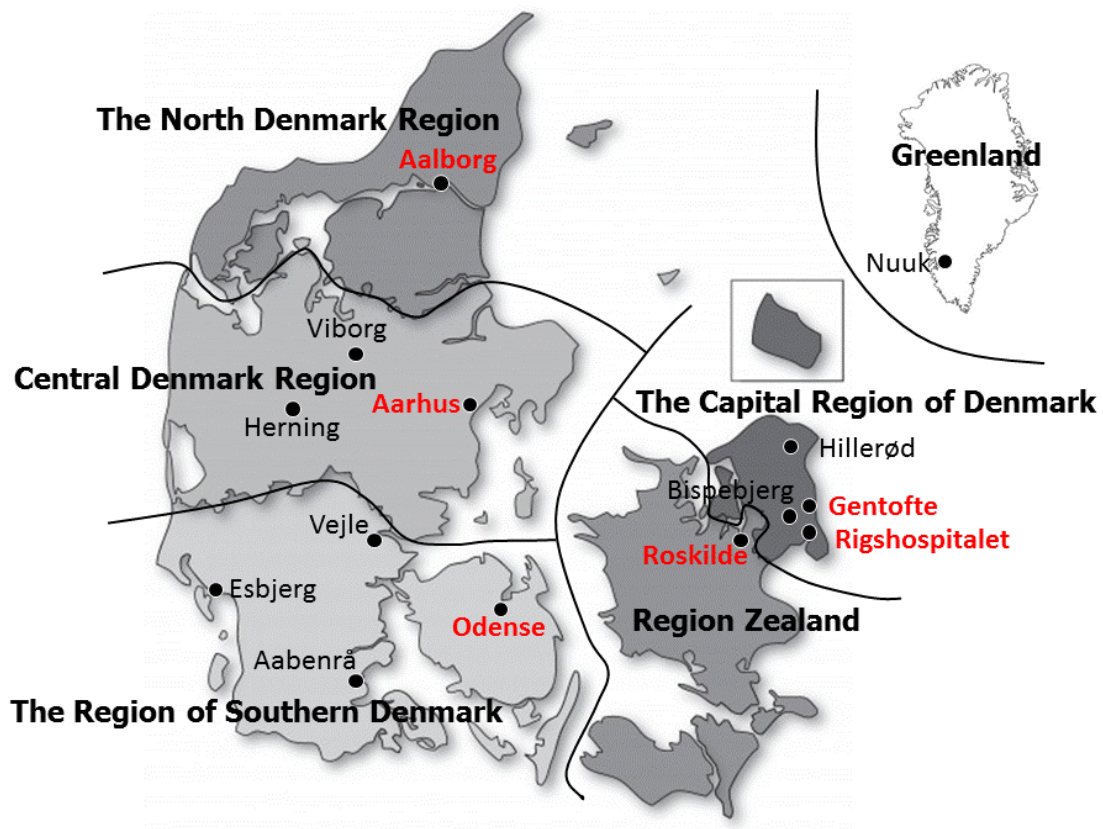 The North Denmark Region
Aalborg
Greenland
Nuuk
Viborg
Central Denmark Region
Aarhus
Herning
The Capital Region of Denmark
Hillerød
Bispebjerg
Gentofte
Rigshospitalet
Roskilde
Vejle
Esbjerg
Odense
Region Zealand
Aabenrå
The Region of Southern Denmark